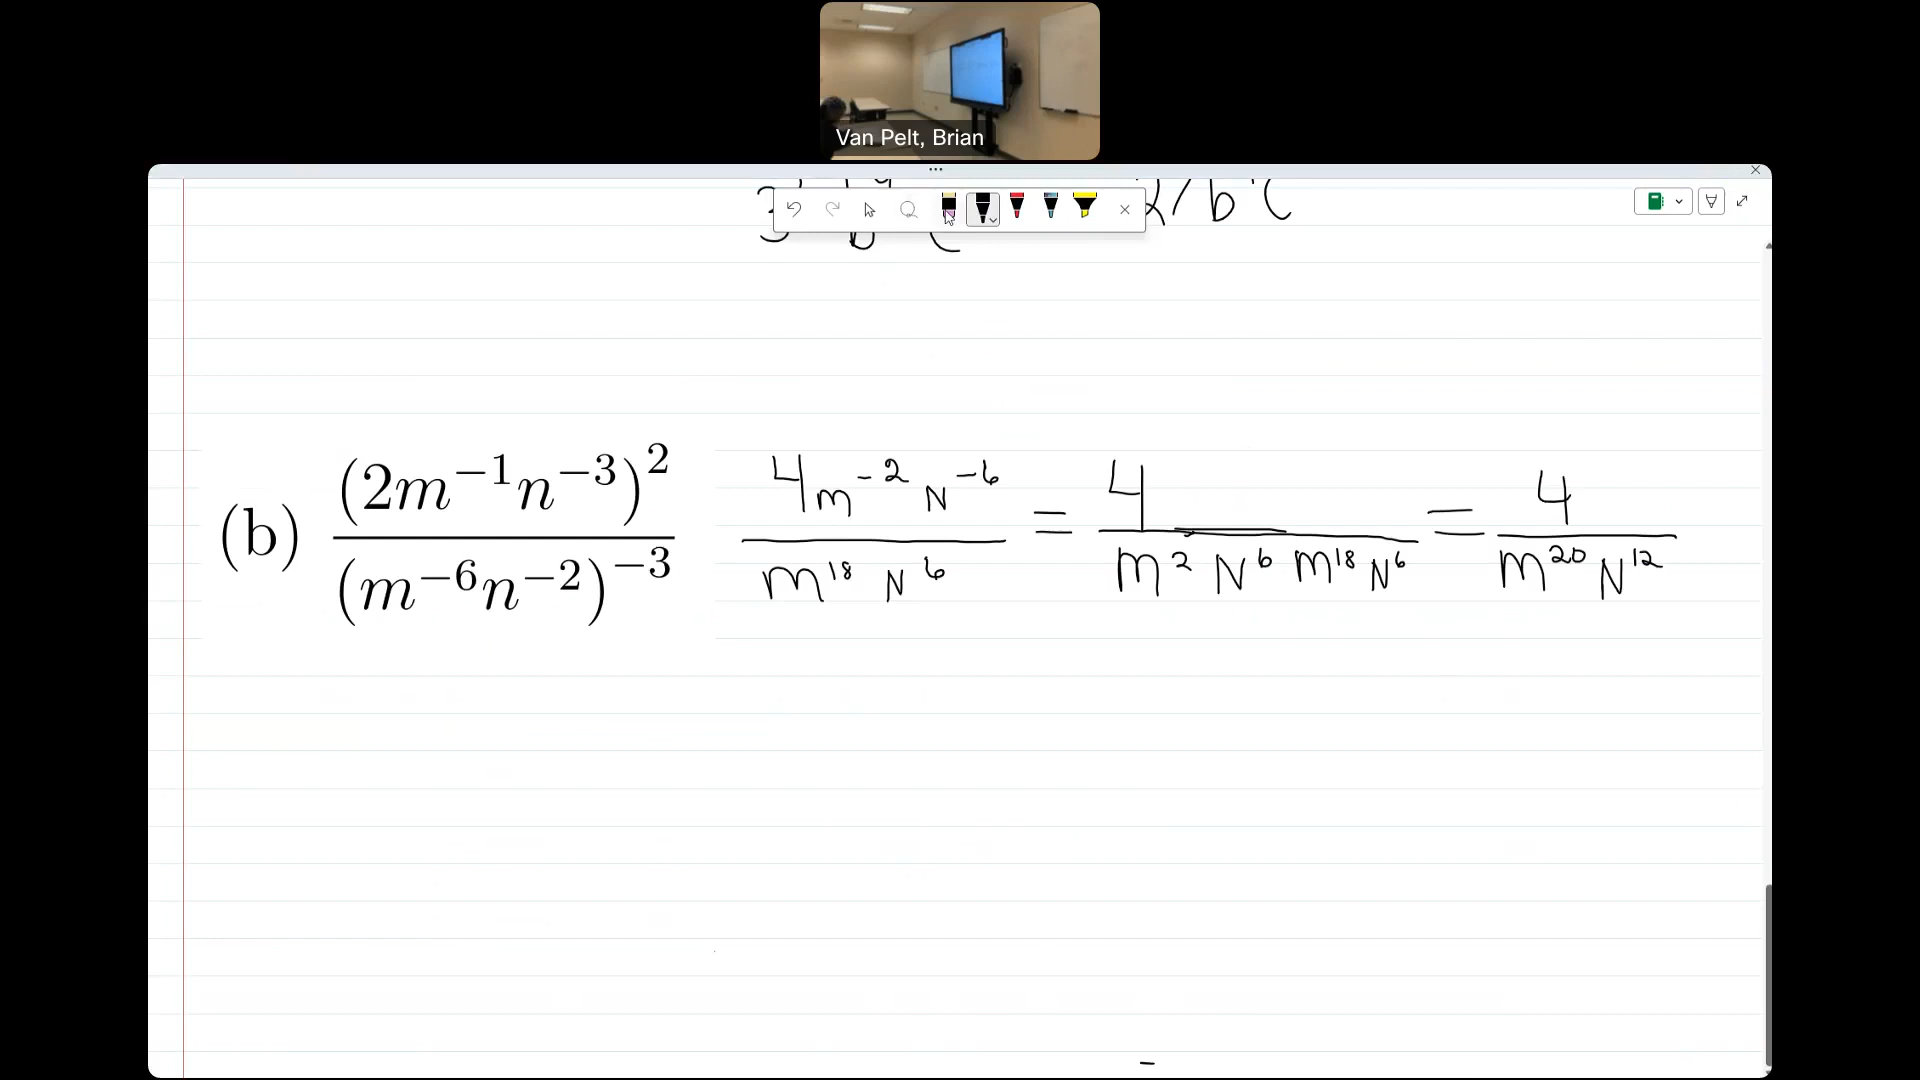 Van Pelt, Brian
(b) (2m^{-1}n^{-3})^2 / (m^{-6}n^{-2})^{-3} 4m^{-2}N^{-6} / m^{18}N^6 = 4 / m^2 N^6 m^{18} N^6 = 4 / m^{20} N^{12}